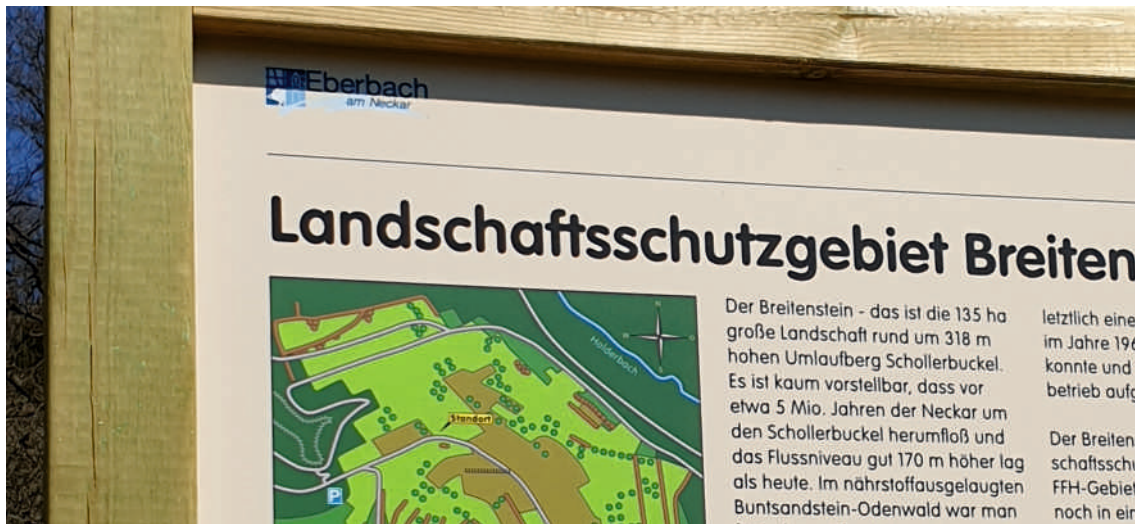 Eberbach
am Neckar
Landschaftsschutzgebiet Breiten
Holderbach
Standort
P
Der Breitenstein - das ist die 135 ha
große Landschaft rund um 318 m
hohen Umlaufberg Schollerbuckel.
Es ist kaum vorstellbar, dass vor
etwa 5 Mio. Jahren der Neckar um
den Schollerbuckel herumfloß und
das Flussniveau gut 170 m höher lag
als heute. Im nährstoffausgelaugten
Buntsandstein-Odenwald war man
letztlich eine
im Jahre 196
konnte und
betrieb aufg
Der Breiten
schaftsschu
FFH-Gebiet
noch in ein